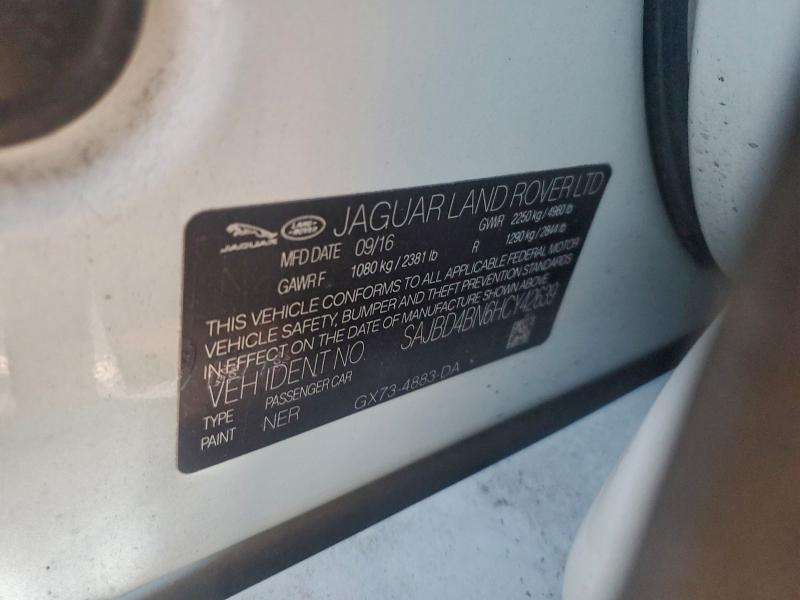 JAGUAR LAND ROVER JAGUAR LAND ROVER LTD
MFD DATE 09/16 GVWR 2250 kg / 4960 lb
GAWR F. 1080 kg / 2381 lb R 1290 kg / 2844 lb
THIS VEHICLE CONFORMS TO ALL APPLICABLE FEDERAL MOTOR
VEHICLE SAFETY, BUMPER AND THEFT PREVENTION STANDARDS
IN EFFECT ON THE DATE OF MANUFACTURE SHOWN ABOVE
VEH IDENT NO. SAJBD4BN6HCY42639
TYPE PASSENGER CAR
PAINT NER GX73-4883-DA